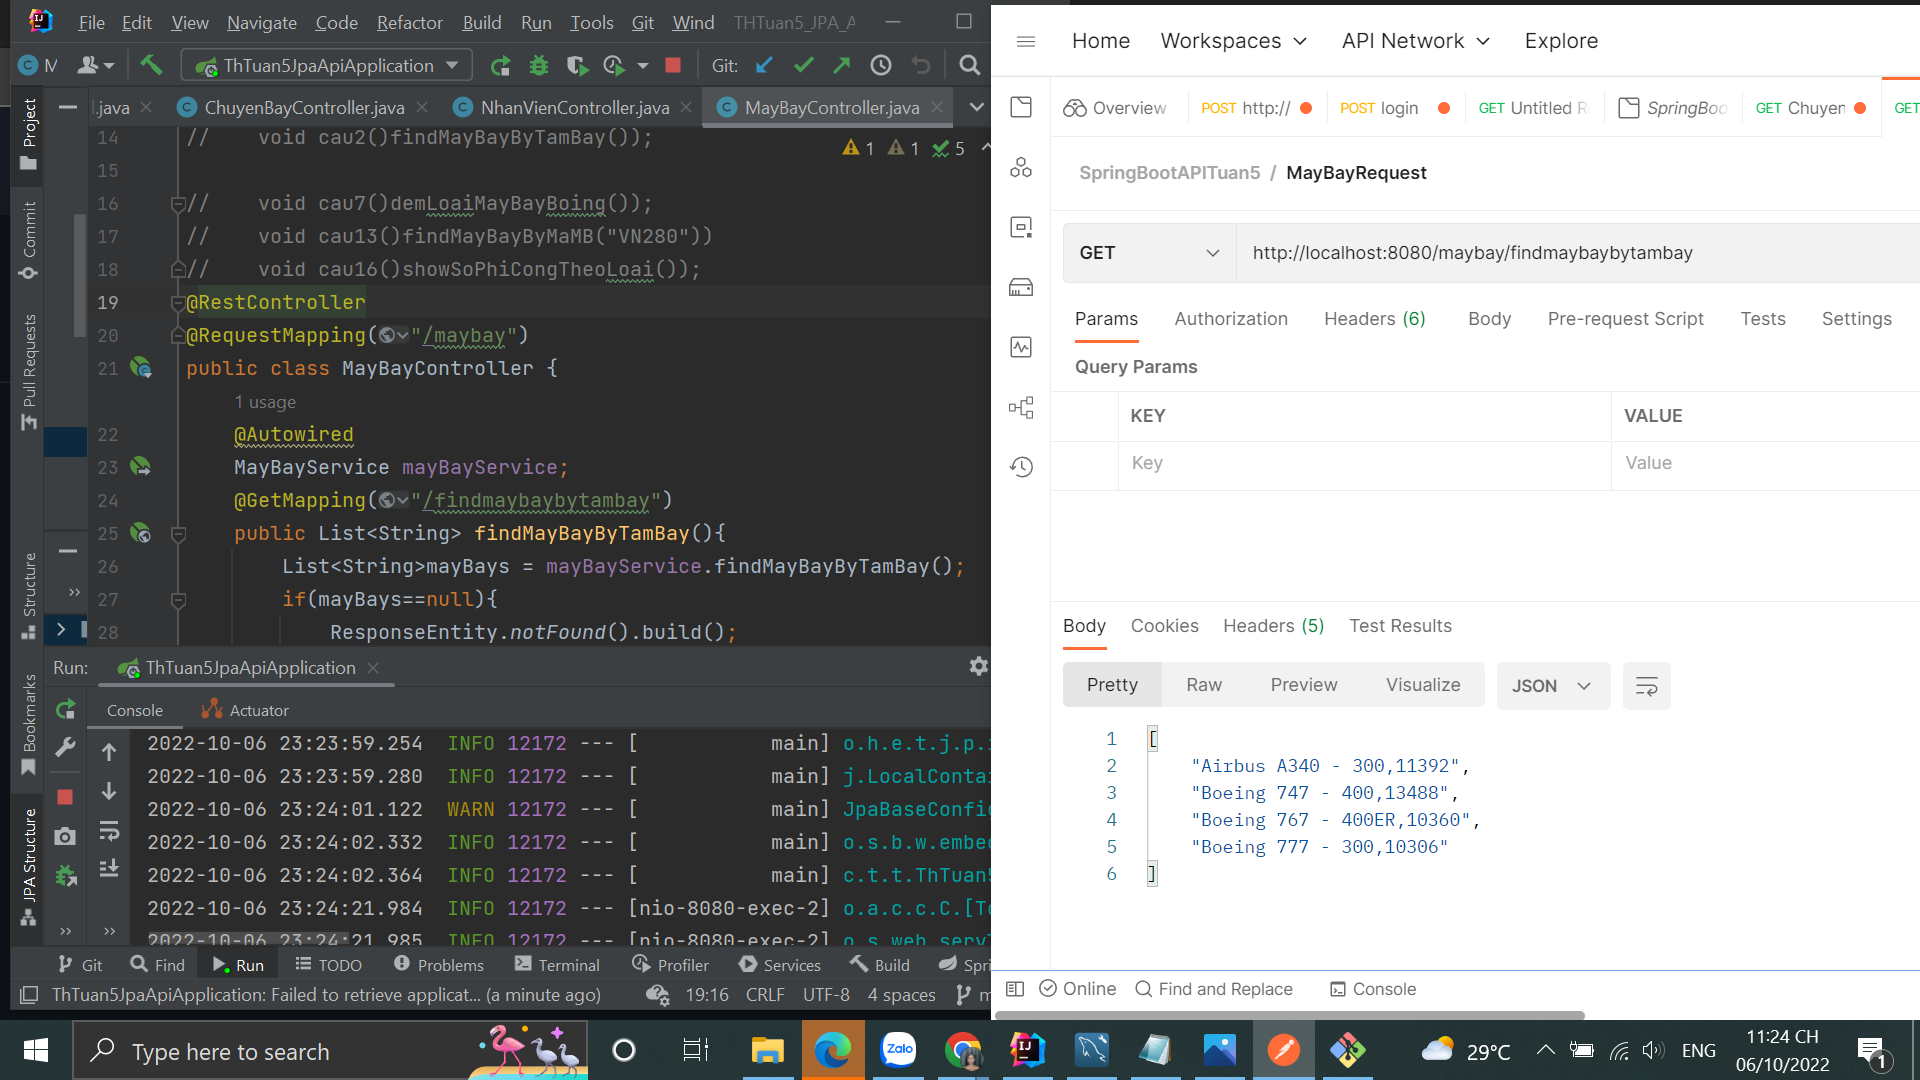 File Edit View Navigate Code Refactor Build Run Tools Git Wind THTuan5_JPA_A
M ThTuan5JpaApiApplication Git:
l.java ChuyenBayController.java NhanVienController.java MayBayController.java
14 // void cau2()findMayBayByTamBay());
1 1 5
15
16 // void cau7()demLoaiMayBayBoing());
17 // void cau13()findMayBayByMaMB("VN280"))
18 // void cau16()showSoPhiCongTheoLoai());
19 @RestController
20 @RequestMapping("/maybay")
21 public class MayBayController {
1 usage
22 @Autowired
23 MayBayService mayBayService;
24 @GetMapping("/findmaybaybytambay")
25 public List<String> findMayBayByTamBay(){
26 List<String>mayBays = mayBayService.findMayBayByTamBay();
27 if(mayBays==null){
28 ResponseEntity.notFound().build();
Project
Commit
Pull Requests
Structure
Bookmarks
JPA Structure
Run: ThTuan5JpaApiApplication
Console Actuator
2022-10-06 23:23:59.254 INFO 12172 --- [ main] o.h.e.t.j.p.
2022-10-06 23:23:59.280 INFO 12172 --- [ main] j.LocalContai
2022-10-06 23:24:01.122 WARN 12172 --- [ main] JpaBaseConfig
2022-10-06 23:24:02.332 INFO 12172 --- [ main] o.s.b.w.embed
2022-10-06 23:24:02.364 INFO 12172 --- [ main] c.t.t.ThTuan5
2022-10-06 23:24:21.984 INFO 12172 --- [nio-8080-exec-2] o.a.c.c.C.[To
2022-10-06 23:24:21.985 INFO 12172 --- [nio-8080-exec-2] o.s.web.serv
Git Find Run TODO Problems Terminal Profiler Services Build Spri
ThTuan5JpaApiApplication: Failed to retrieve applicat... (a minute ago) 19:16 CRLF UTF-8 4 spaces m
Home Workspaces API Network Explore
Overview POST http:// POST login GET Untitled R SpringBoo GET Chuyen GET
SpringBootAPITuan5 / MayBayRequest
GET http://localhost:8080/maybay/findmaybaybytambay
Params Authorization Headers (6) Body Pre-request Script Tests Settings
Query Params
KEY VALUE
Key Value
Body Cookies Headers (5) Test Results
Pretty Raw Preview Visualize JSON
1 [
2 "Airbus A340 - 300,11392",
3 "Boeing 747 - 400,13488",
4 "Boeing 767 - 400ER,10360",
5 "Boeing 777 - 300,10306"
6 ]
Online Find and Replace Console
Type here to search
Zalo
IJ
29°C ENG 11:24 CH
06/10/2022
1